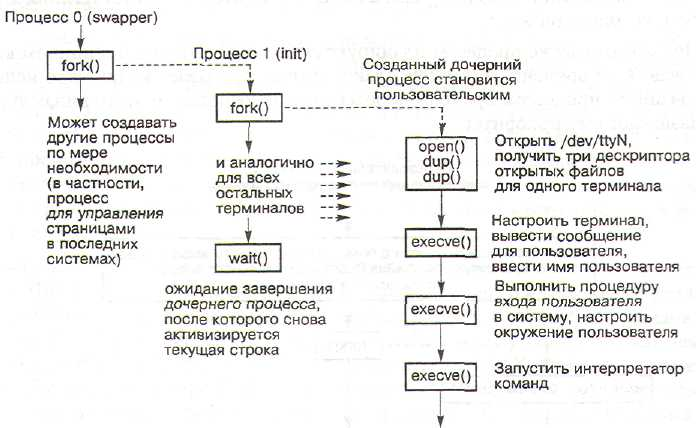 Процесс 0 (swapper)
fork()
Может создавать
другие процессы
по мере
необходимости
(в частности,
процесс
для управления
страницами
в последних
системах)
Процесс 1 (init)
fork()
и аналогично
для всех
остальных
терминалов
wait()
ожидание завершения
дочернего процесса,
после которого снова
активизируется
текущая строка
Созданный дочерний
процесс становится
пользовательским
open()
dup()
dup()
Открыть /dev/ttyN,
получить три дескриптора
открытых файлов
для одного терминала
execve()
Настроить терминал,
вывести сообщение
для пользователя,
ввести имя пользователя
execve()
Выполнить процедуру
входа пользователя
в систему, настроить
окружение пользователя
execve()
Запустить интерпретатор
команд